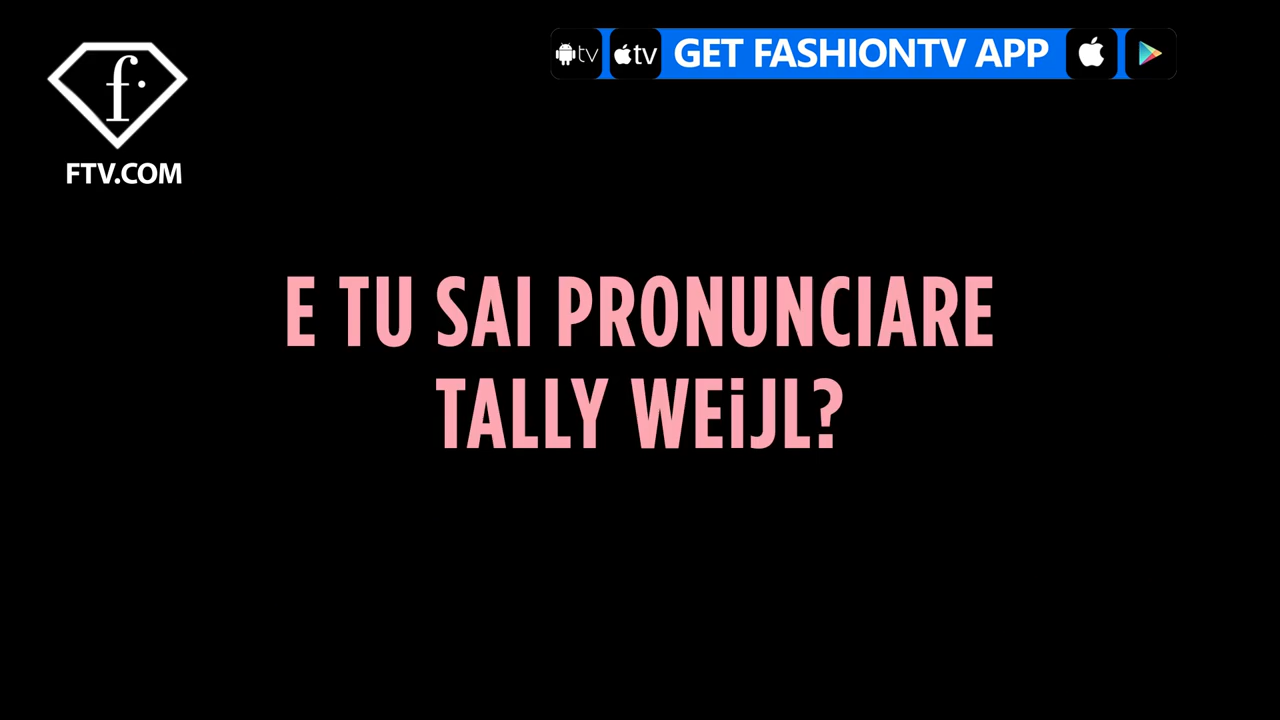 f.
FTV.COM
tv tv GET FASHIONTV APP
E TU SAI PRONUNCIARE
TALLY WEiJL?